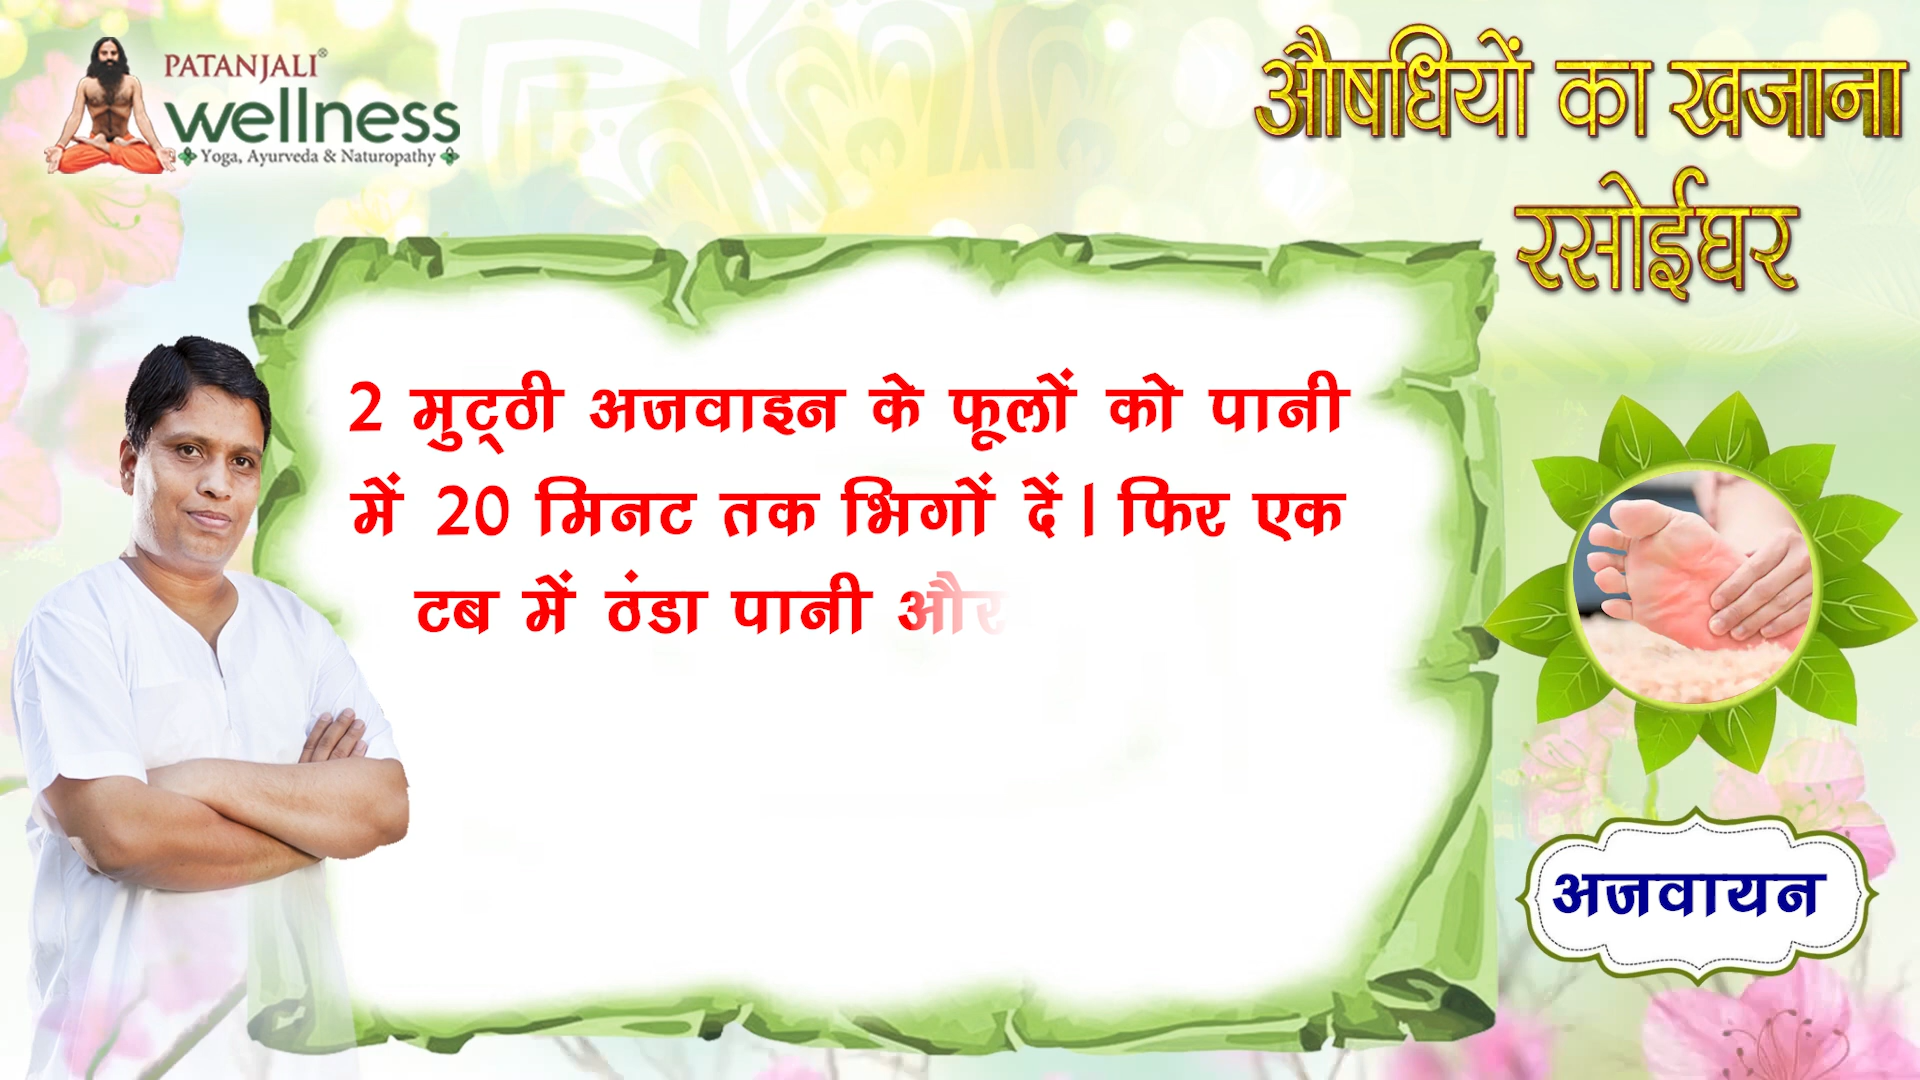 PATANJALI®
wellness
Yoga, Ayurveda & Naturopathy
औषधियों का खजाना
रसोईघर
2 मुट्ठी अजवाइन के फूलों को पानी
में 20 मिनट तक भिगों दें। फिर एक
टब में ठंडा पानी और
अजवायन